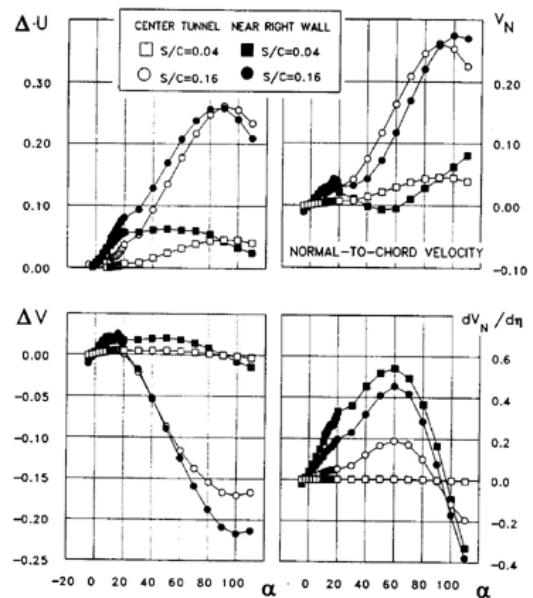 Δ-U
V_N
CENTER TUNNEL NEAR RIGHT WALL
□ S/C=0.04 ■ S/C=0.04
○ S/C=0.16 ● S/C=0.16
0.30
0.20
0.10
0.00
0.20
0.10
0.00
-0.10
NORMAL-TO-CHORD VELOCITY
ΔV
dV_N/dη
0.00
-0.05
-0.10
-0.15
-0.20
-0.25
0.6
0.4
0.2
0.0
-0.2
-0.4
-20 0 20 40 60 80 100 α
0 20 40 60 80 100 α